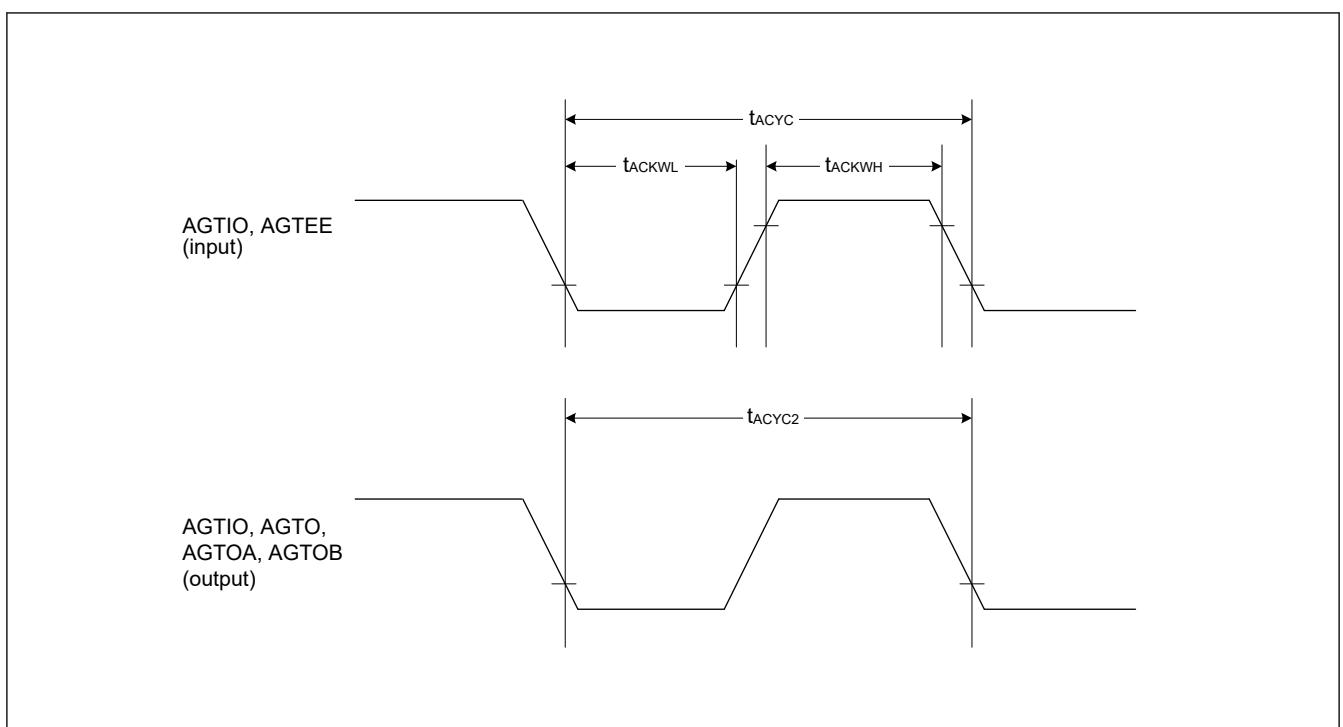 tACYC
tACKWL
tACKWH
AGTIO, AGTEE
(input)
tACYC2
AGTIO, AGTO,
AGTOA, AGTOB
(output)